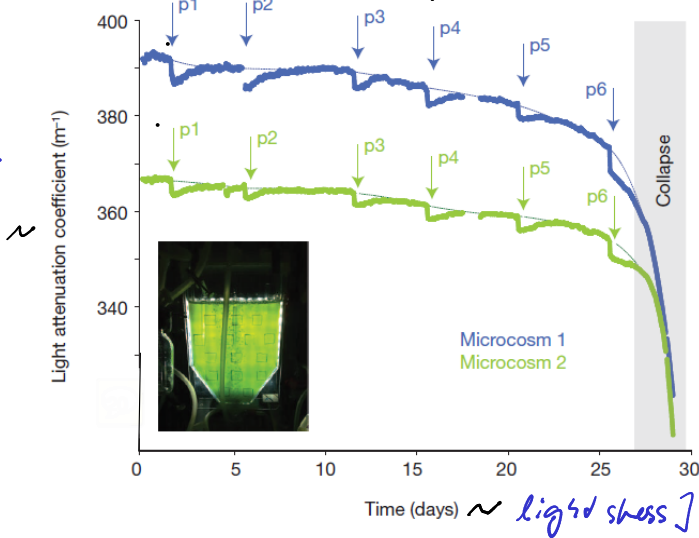 400
380
360
340
Light attenuation coefficient (m⁻¹)
~
p1
p2
p3
p4
p5
p6
p1
p2
p3
p4
p5
p6
Collapse
Microcosm 1
Microcosm 2
0 5 10 15 20 25 30
Time (days) ~ light stress ]